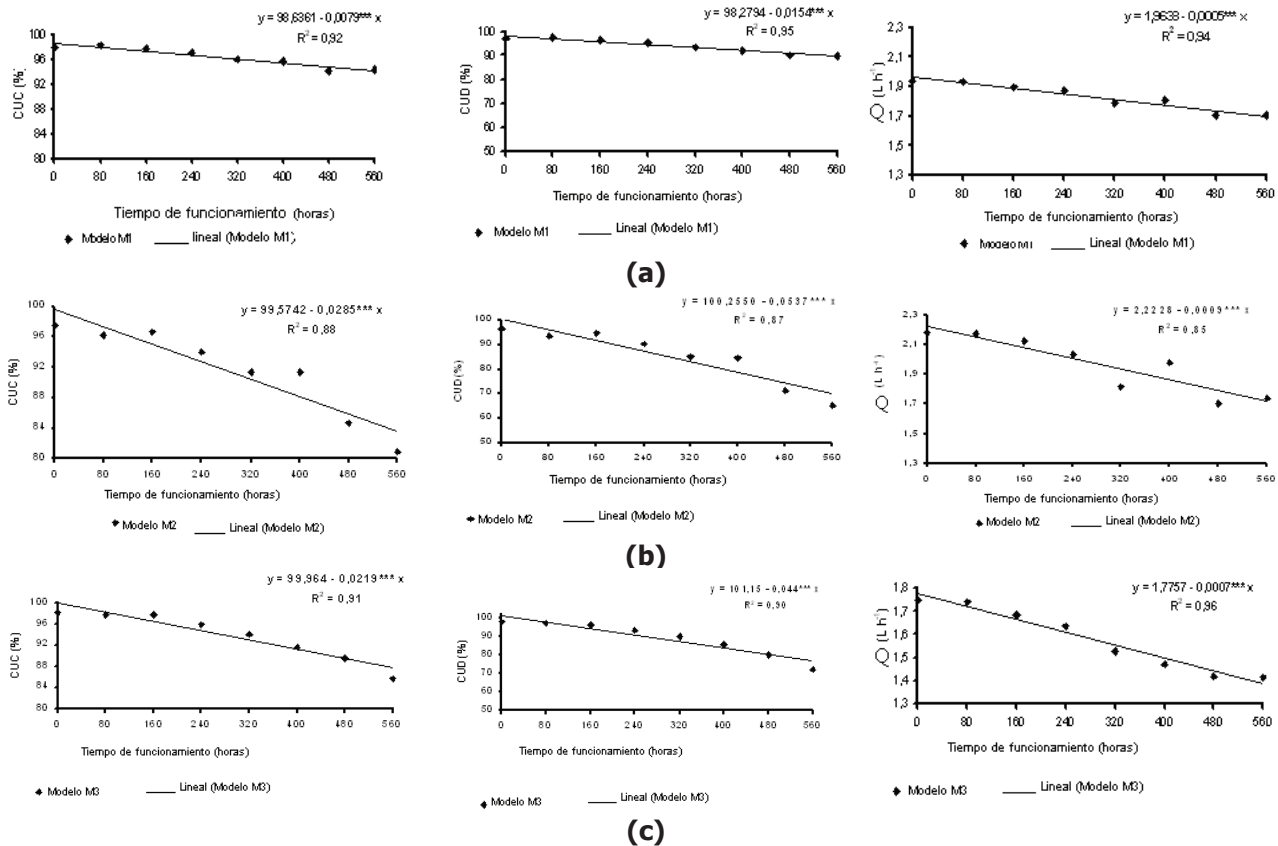 y = 98,6361 - 0,0079*** x
R² = 0,92
CUC (%)
100
96
92
88
84
80
0 80 160 240 320 400 480 560
Tiempo de funcionamiento (horas)
Modelo M1 lineal (Modelo M1)
y = 98,2794 - 0,0154*** x
R² = 0,95
CUD (%)
100
90
80
70
60
50
0 80 160 240 320 400 480 560
Tiempo de funcionamiento (horas)
Modelo M1 Lineal (Modelo M1)
y = 1,9638 - 0,0005*** x
R² = 0,94
Q (L h⁻¹)
2,3
2,1
1,9
1,7
1,5
1,3
0 80 160 240 320 400 480 560
Tiempo de funcionamiento (horas)
Modelo M1 Lineal (Modelo M1)
(a)
y = 99,5742 - 0,0285*** x
R² = 0,88
CUC (%)
100
96
92
88
84
80
0 80 160 240 320 400 480 560
Tiempo de funcionamiento (horas)
Modelo M2 Lineal (Modelo M2)
y = 100,2550 - 0,0537*** x
R² = 0,87
CUD (%)
100
90
80
70
60
50
0 80 160 240 320 400 480 560
Tiempo de funcionamiento (horas)
Modelo M2 Lineal (Modelo M2)
y = 2,2228 - 0,0009*** x
R² = 0,85
Q (L h⁻¹)
2,3
2,1
1,9
1,7
1,5
1,3
0 80 160 240 320 400 480 560
Tiempo de funcionamiento (horas)
Modelo M2 Lineal (Modelo M2)
(b)
y = 99,964 - 0,0219*** x
R² = 0,91
CUC (%)
100
96
92
88
84
80
0 80 160 240 320 400 480 560
Tiempo de funcionamiento (horas)
Modelo M3 Lineal (Modelo M3)
y = 101,15 - 0,044*** x
R² = 0,90
CUD (%)
100
90
80
70
60
50
0 80 160 240 320 400 480 560
Tiempo de funcionamiento (horas)
Modelo M3 Lineal (Modelo M3)
y = 1,7757 - 0,0007*** x
R² = 0,96
Q (L h⁻¹)
1,8
1,7
1,6
1,5
1,4
1,3
0 80 160 240 320 400 480 560
Tiempo de funcionamiento (horas)
Modelo M3 Lineal (Modelo M3)
(c)